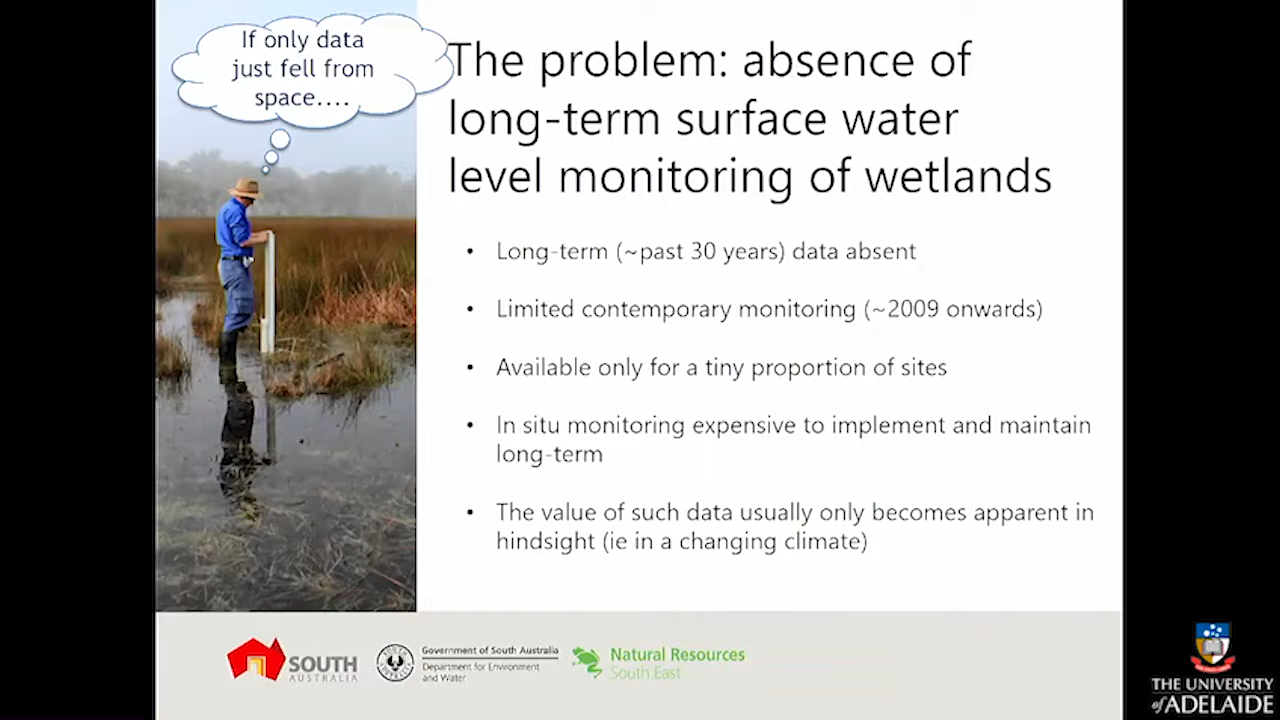 If only data
just fell from
space....
The problem: absence of
long-term surface water
level monitoring of wetlands
• Long-term (~past 30 years) data absent
• Limited contemporary monitoring (~2009 onwards)
• Available only for a tiny proportion of sites
• In situ monitoring expensive to implement and maintain
long-term
• The value of such data usually only becomes apparent in
hindsight (ie in a changing climate)
SOUTH
AUSTRALIA
Government of South Australia
Department for Environment
and Water
Natural Resources
South East
THE UNIVERSITY
of ADELAIDE